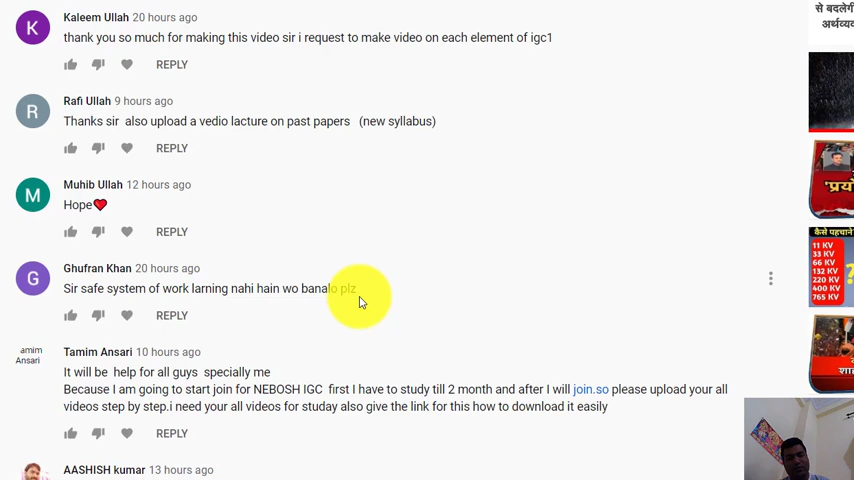 K
Kaleem Ullah 20 hours ago
thank you so much for making this video sir i request to make video on each element of igc1
REPLY
R
Rafi Ullah 9 hours ago
Thanks sir also upload a vedio lacture on past papers (new syllabus)
REPLY
M
Muhib Ullah 12 hours ago
Hope❤
REPLY
G
Ghufran Khan 20 hours ago
Sir safe system of work larning nahi hain wo banalo plz
REPLY
amim
Ansari
Tamim Ansari 10 hours ago
It will be help for all guys specially me
Because I am going to start join for NEBOSH IGC first I have to study till 2 month and after I will join.so please upload your all
videos step by step.i need your all videos for studay also give the link for this how to download it easily
REPLY
AASHISH kumar 13 hours ago
से बदलेगी
अर्थव्य
'प्रयो
कैसे पहचाने
11 KV
33 KV
66 KV
132 KV
220 KV
400 KV
765 KV
?